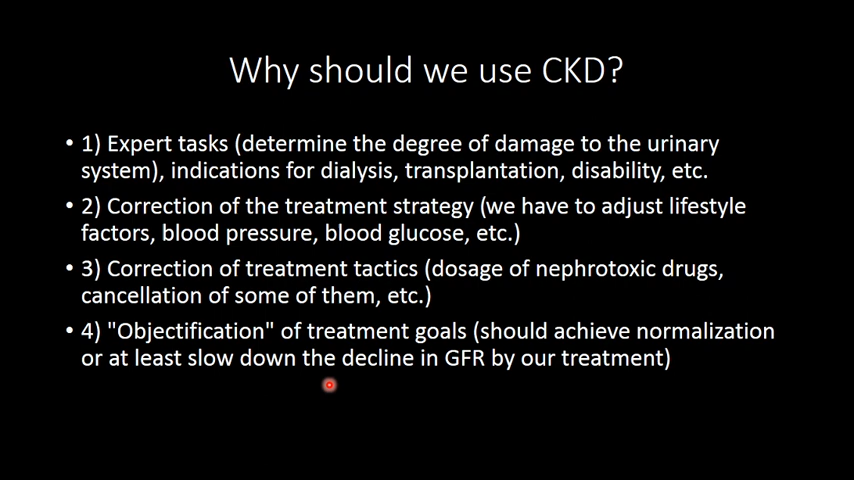 Why should we use CKD?
• 1) Expert tasks (determine the degree of damage to the urinary
system), indications for dialysis, transplantation, disability, etc.
• 2) Correction of the treatment strategy (we have to adjust lifestyle
factors, blood pressure, blood glucose, etc.)
• 3) Correction of treatment tactics (dosage of nephrotoxic drugs,
cancellation of some of them, etc.)
• 4) "Objectification" of treatment goals (should achieve normalization
or at least slow down the decline in GFR by our treatment)